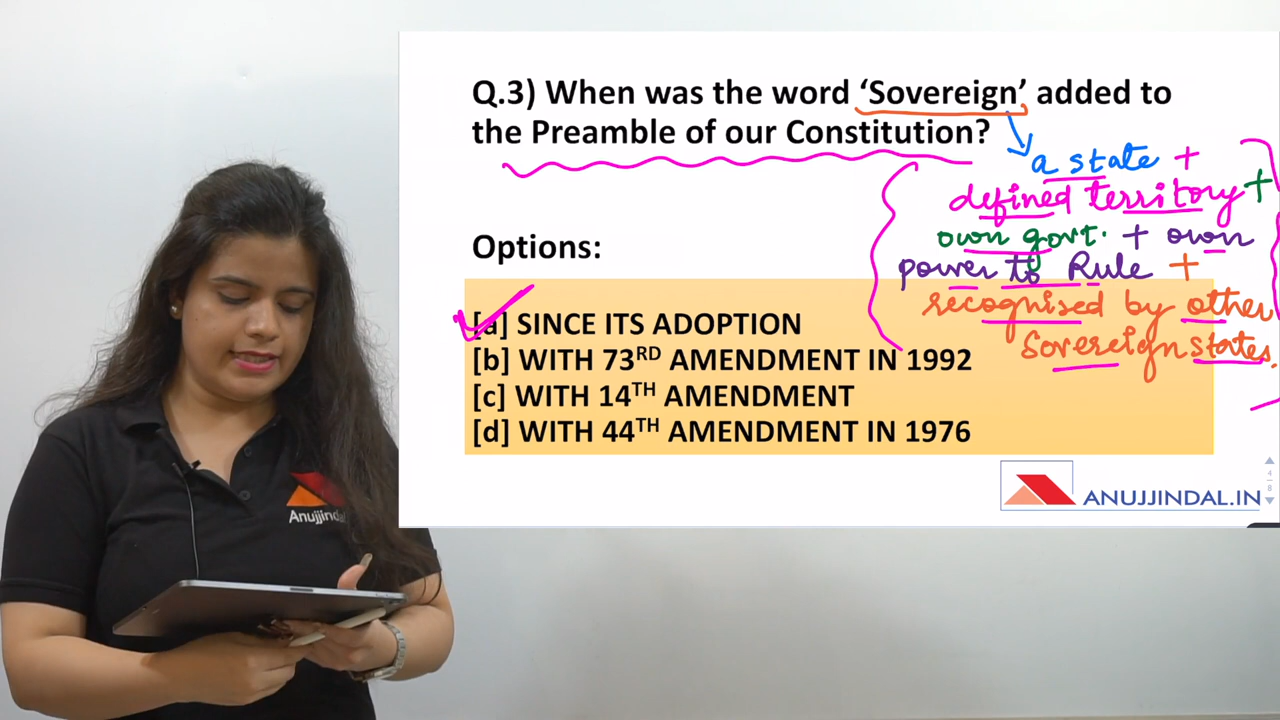 Q.3) When was the word ‘Sovereign’ added to
the Preamble of our Constitution?
a state +
defined territory +
own govt. + own
power to Rule +
recognised by other
Sovereign states.
Options:
[a] SINCE ITS ADOPTION
[b] WITH 73RD AMENDMENT IN 1992
[c] WITH 14TH AMENDMENT
[d] WITH 44TH AMENDMENT IN 1976
ANUJJINDAL.IN
4
8
Anujjindal